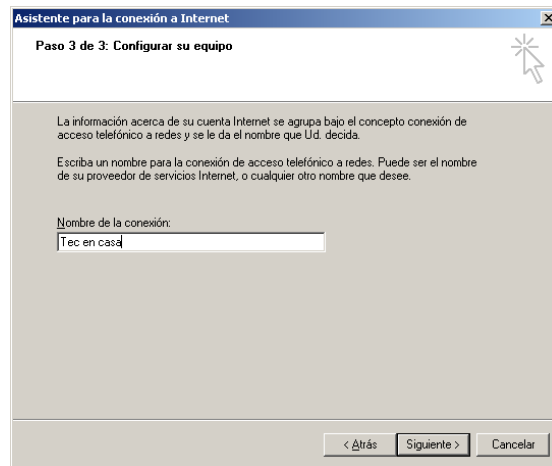 Asistente para la conexión a Internet
Paso 3 de 3: Configurar su equipo
La información acerca de su cuenta Internet se agrupa bajo el concepto conexión de
acceso telefónico a redes y se le da el nombre que Ud. decida.
Escriba un nombre para la conexión de acceso telefónico a redes. Puede ser el nombre
de su proveedor de servicios Internet, o cualquier otro nombre que desee.
Nombre de la conexión:
Tec en casa
< Atrás Siguiente > Cancelar